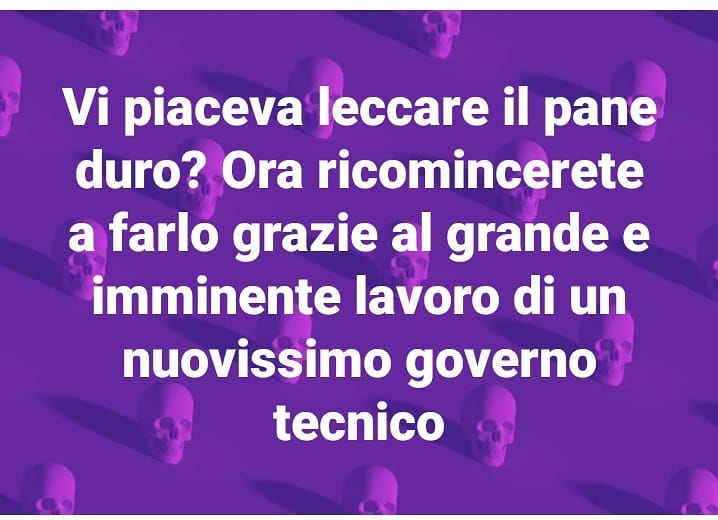 Vi piaceva leccare il pane
duro? Ora ricomincerete
a farlo grazie al grande e
imminente lavoro di un
nuovissimo governo
tecnico